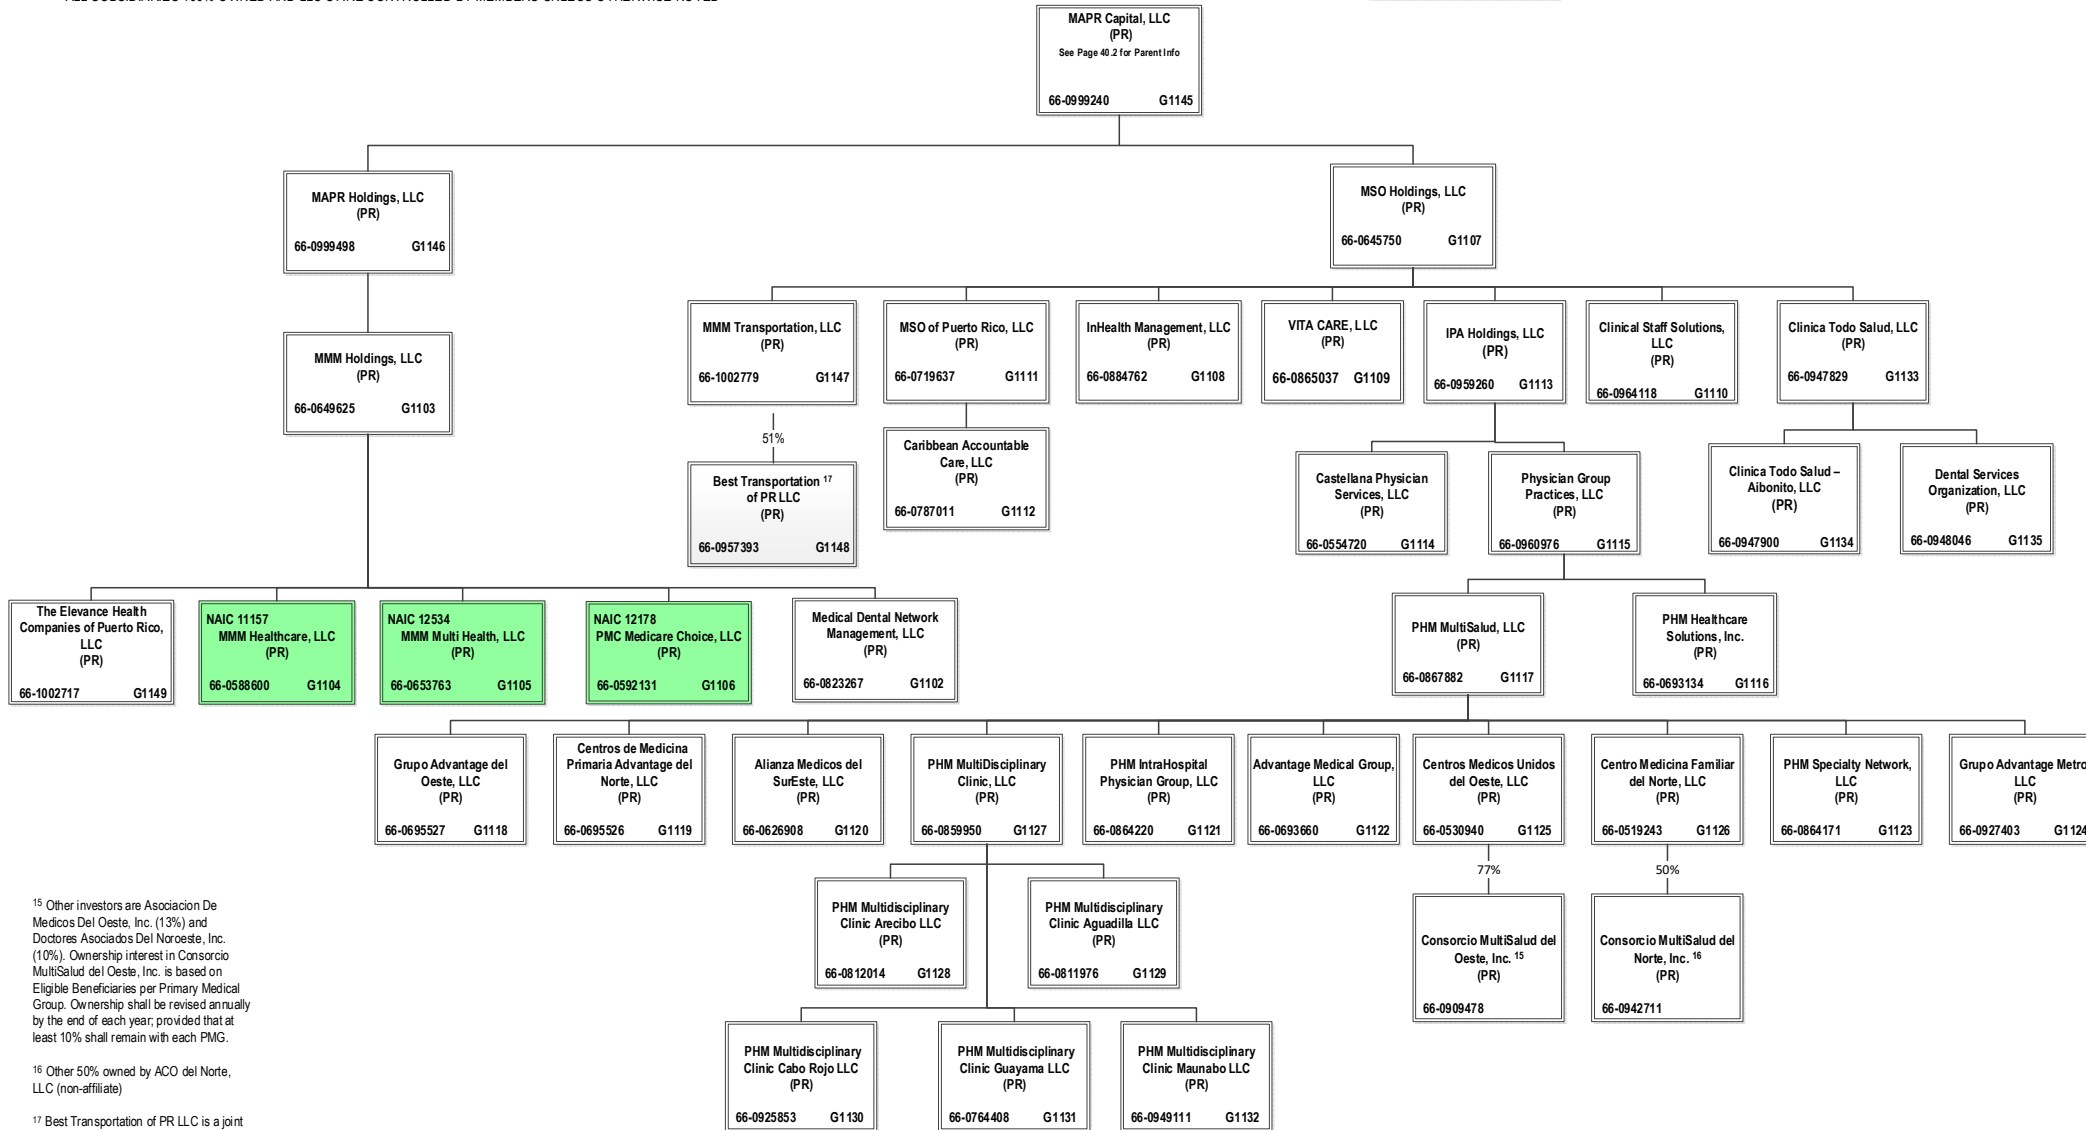 ALL SUBSIDIARIES 100% OWNED AND LLC'S ARE CONTROLLED BY MEMBERS UNLESS OTHERWISE NOTED
MAPR Capital, LLC
(PR)
See Page 40.2 for Parent Info
66-0999240 G1145
MAPR Holdings, LLC
(PR)
66-0999498 G1146
MSO Holdings, LLC
(PR)
66-0645750 G1107
MMM Holdings, LLC
(PR)
66-0649625 G1103
MMM Transportation, LLC
(PR)
66-1002779 G1147
MSO of Puerto Rico, LLC
(PR)
66-0719637 G1111
InHealth Management, LLC
(PR)
66-0884762 G1108
VITA CARE, LLC
(PR)
66-0865037 G1109
IPA Holdings, LLC
(PR)
66-0959260 G1113
Clinical Staff Solutions,
LLC
(PR)
66-0964118 G1110
Clinica Todo Salud, LLC
(PR)
66-0947829 G1133
51%
Best Transportation 17
of PR LLC
(PR)
66-0957393 G1148
Caribbean Accountable
Care, LLC
(PR)
66-0787011 G1112
Castellana Physician
Services, LLC
(PR)
66-0554720 G1114
Physician Group
Practices, LLC
(PR)
66-0960976 G1115
Clinica Todo Salud –
Aibonito, LLC
(PR)
66-0947900 G1134
Dental Services
Organization, LLC
(PR)
66-0948046 G1135
The Elevance Health
Companies of Puerto Rico,
LLC
(PR)
66-1002717 G1149
NAIC 11157
MMM Healthcare, LLC
(PR)
66-0588600 G1104
NAIC 12534
MMM Multi Health, LLC
(PR)
66-0653763 G1105
NAIC 12178
PMC Medicare Choice, LLC
(PR)
66-0592131 G1106
Medical Dental Network
Management, LLC
(PR)
66-0823267 G1102
PHM MultiSalud, LLC
(PR)
66-0867882 G1117
PHM Healthcare
Solutions, Inc.
(PR)
66-0693134 G1116
Grupo Advantage del
Oeste, LLC
(PR)
66-0695527 G1118
Centros de Medicina
Primaria Advantage del
Norte, LLC
(PR)
66-0695526 G1119
Alianza Medicos del
SurEste, LLC
(PR)
66-0626908 G1120
PHM MultiDisciplinary
Clinic, LLC
(PR)
66-0859950 G1127
PHM IntraHospital
Physician Group, LLC
(PR)
66-0864220 G1121
Advantage Medical Group,
LLC
(PR)
66-0693660 G1122
Centros Medicos Unidos
del Oeste, LLC
(PR)
66-0530940 G1125
Centro Medicina Familiar
del Norte, LLC
(PR)
66-0519243 G1126
PHM Specialty Network,
LLC
(PR)
66-0864171 G1123
Grupo Advantage Metro
LLC
(PR)
66-0927403 G1124
77%
50%
PHM Multidisciplinary
Clinic Arecibo LLC
(PR)
66-0812014 G1128
PHM Multidisciplinary
Clinic Aguadilla LLC
(PR)
66-0811976 G1129
Consorcio MultiSalud del
Oeste, Inc. 15
(PR)
66-0909478
Consorcio MultiSalud del
Norte, Inc. 16
(PR)
66-0942711
PHM Multidisciplinary
Clinic Cabo Rojo LLC
(PR)
66-0925853 G1130
PHM Multidisciplinary
Clinic Guayama LLC
(PR)
66-0764408 G1131
PHM Multidisciplinary
Clinic Maunabo LLC
(PR)
66-0949111 G1132
15 Other investors are Asociacion De
Medicos Del Oeste, Inc. (13%) and
Doctores Asociados Del Noroeste, Inc.
(10%). Ownership interest in Consorcio
MultiSalud del Oeste, Inc. is based on
Eligible Beneficiaries per Primary Medical
Group. Ownership shall be revised annually
by the end of each year; provided that at
least 10% shall remain with each PMG.
16 Other 50% owned by ACO del Norte,
LLC (non-affiliate)
17 Best Transportation of PR LLC is a joint